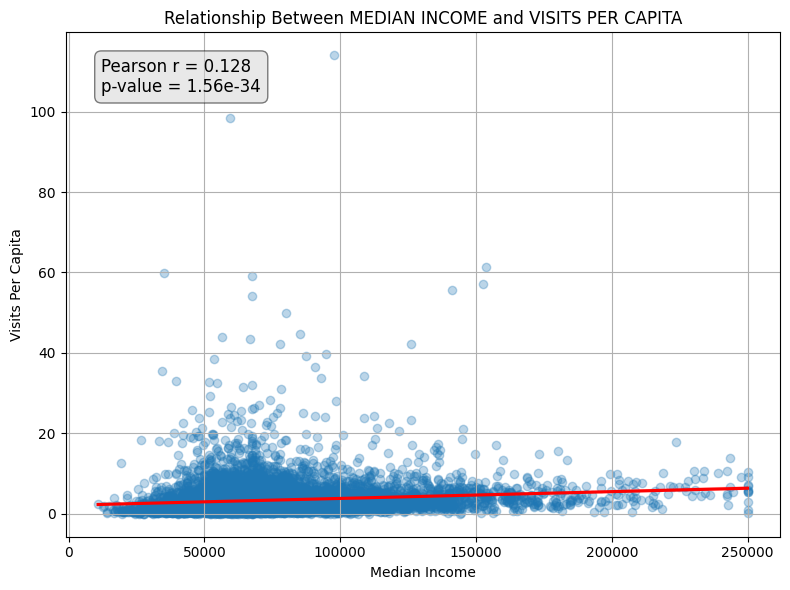 Relationship Between MEDIAN INCOME and VISITS PER CAPITA
Pearson r = 0.128
p-value = 1.56e-34
100
80
60
40
20
0
Visits Per Capita
0
50000
100000
150000
200000
250000
Median Income